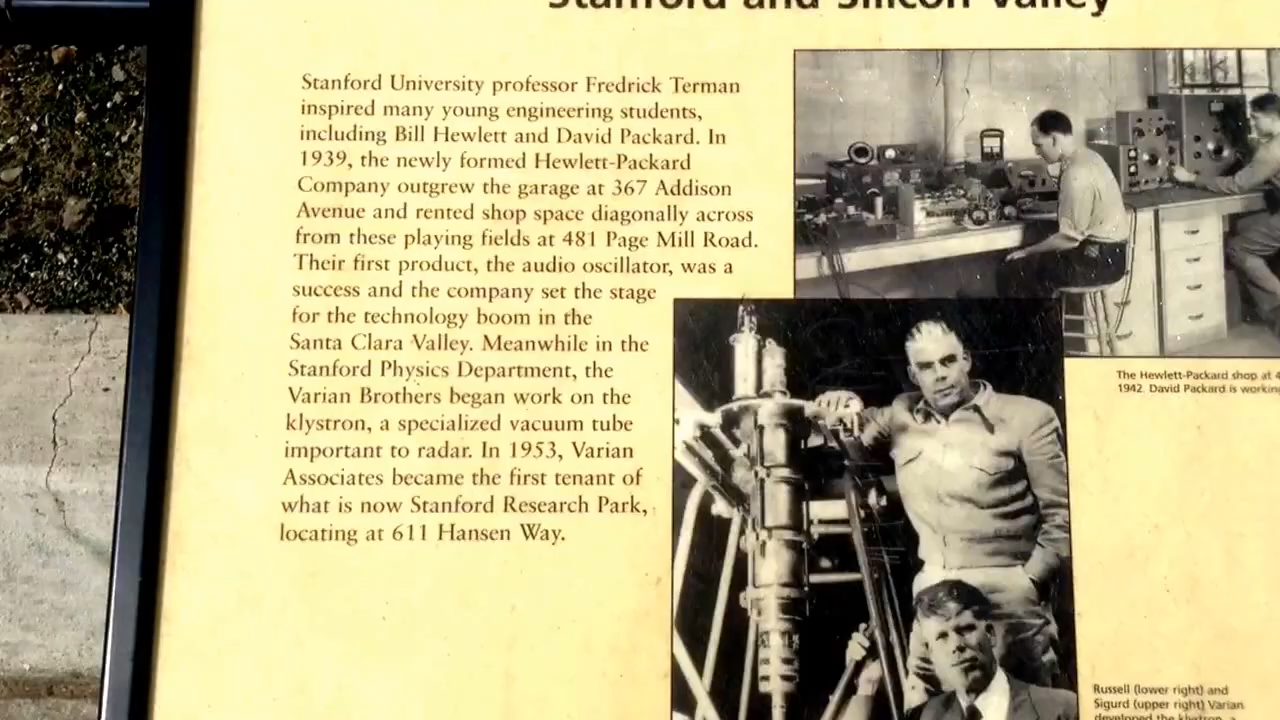 Stanford and Silicon Valley
Stanford University professor Fredrick Terman
inspired many young engineering students,
including Bill Hewlett and David Packard. In
1939, the newly formed Hewlett-Packard
Company outgrew the garage at 367 Addison
Avenue and rented shop space diagonally across
from these playing fields at 481 Page Mill Road.
Their first product, the audio oscillator, was a
success and the company set the stage
for the technology boom in the
Santa Clara Valley. Meanwhile in the
Stanford Physics Department, the
Varian Brothers began work on the
klystron, a specialized vacuum tube
important to radar. In 1953, Varian
Associates became the first tenant of
what is now Stanford Research Park,
locating at 611 Hansen Way.
The Hewlett-Packard shop at 4
1942. David Packard is workin
Russell (lower right) and
Sigurd (upper right) Varian
developed the klystron, a